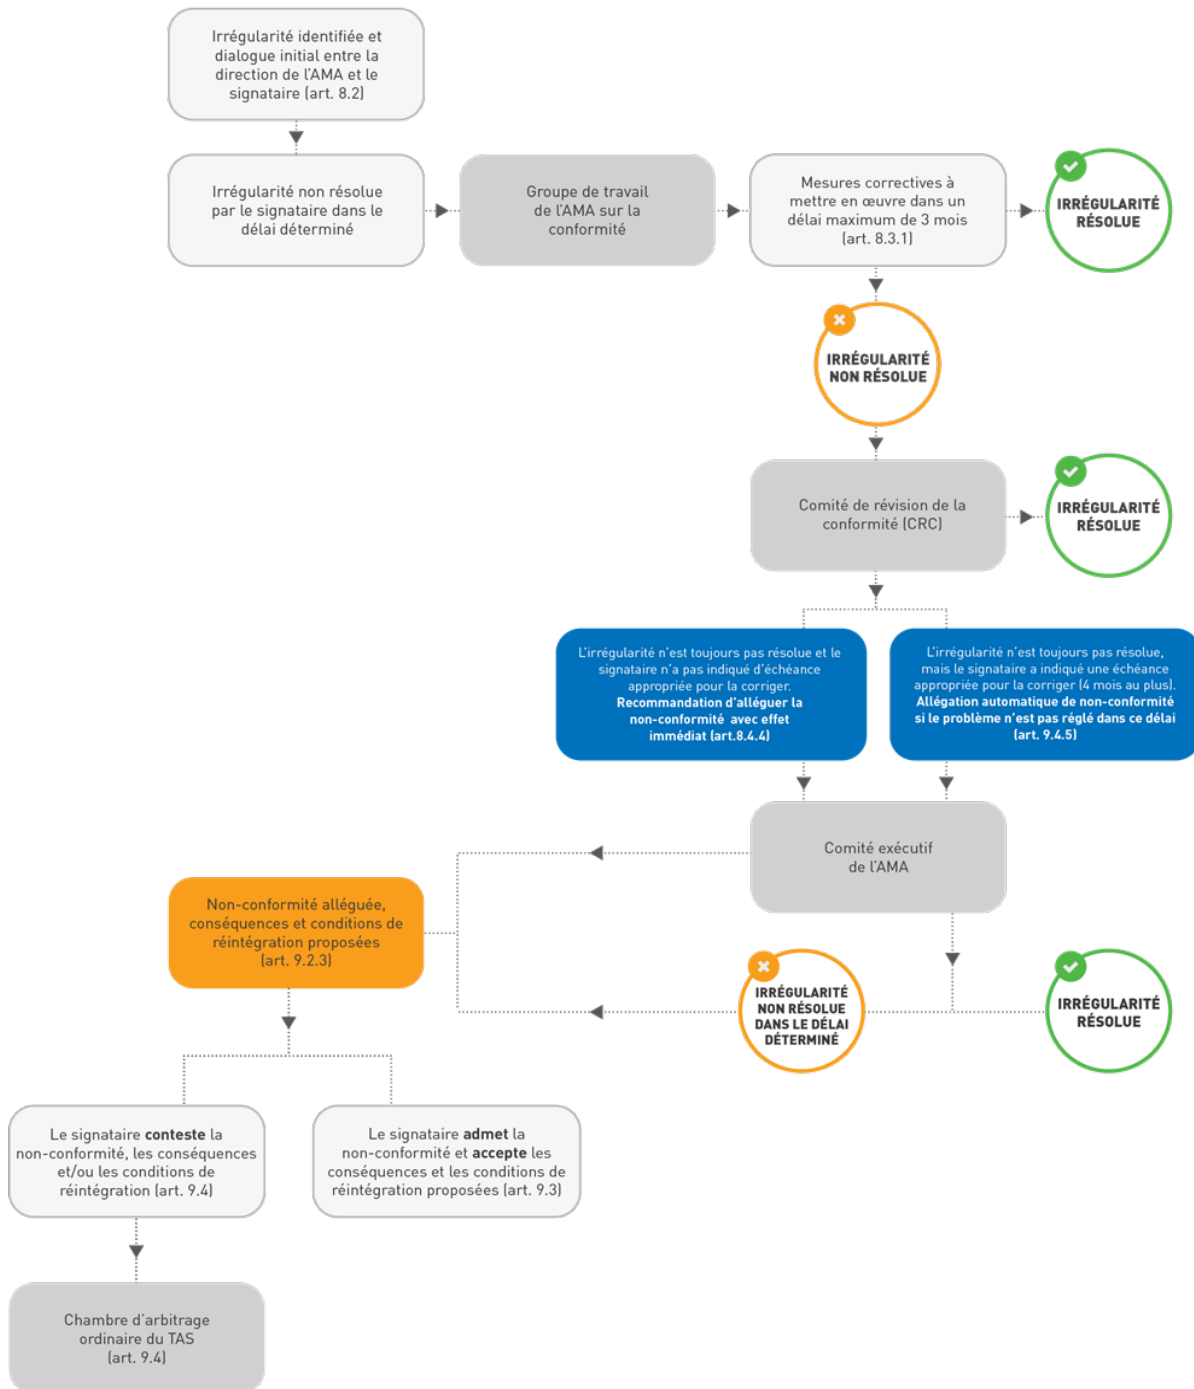 Irrégularité identifiée et
dialogue initial entre la
direction de l'AMA et le
signataire (art. 8.2)
Irrégularité non résolue
par le signataire dans le
délai déterminé
Groupe de travail
de l'AMA sur la
conformité
Mesures correctives à
mettre en œuvre dans un
délai maximum de 3 mois
(art. 8.3.1)
IRRÉGULARITÉ
RÉSOLUE
IRRÉGULARITÉ
NON RÉSOLUE
Comité de révision de la
conformité (CRC)
IRRÉGULARITÉ
RÉSOLUE
L'irrégularité n'est toujours pas résolue et le
signataire n'a pas indiqué d'échéance
appropriée pour la corriger.
Recommandation d'alléguer la
non-conformité avec effet
immédiat (art.8.4.4)
L'irrégularité n'est toujours pas résolue,
mais le signataire a indiqué une échéance
appropriée pour la corriger (4 mois au plus).
Allégation automatique de non-conformité
si le problème n'est pas réglé dans ce délai
(art. 9.4.5)
Comité exécutif
de l'AMA
Non-conformité alléguée,
conséquences et conditions de
réintégration proposées
(art. 9.2.3)
IRRÉGULARITÉ
NON RÉSOLUE
DANS LE DÉLAI
DÉTERMINÉ
IRRÉGULARITÉ
RÉSOLUE
Le signataire conteste la
non-conformité, les conséquences
et/ou les conditions de
réintégration (art. 9.4)
Le signataire admet la
non-conformité et accepte les
conséquences et les conditions de
réintégration proposées (art. 9.3)
Chambre d'arbitrage
ordinaire du TAS
(art. 9.4)